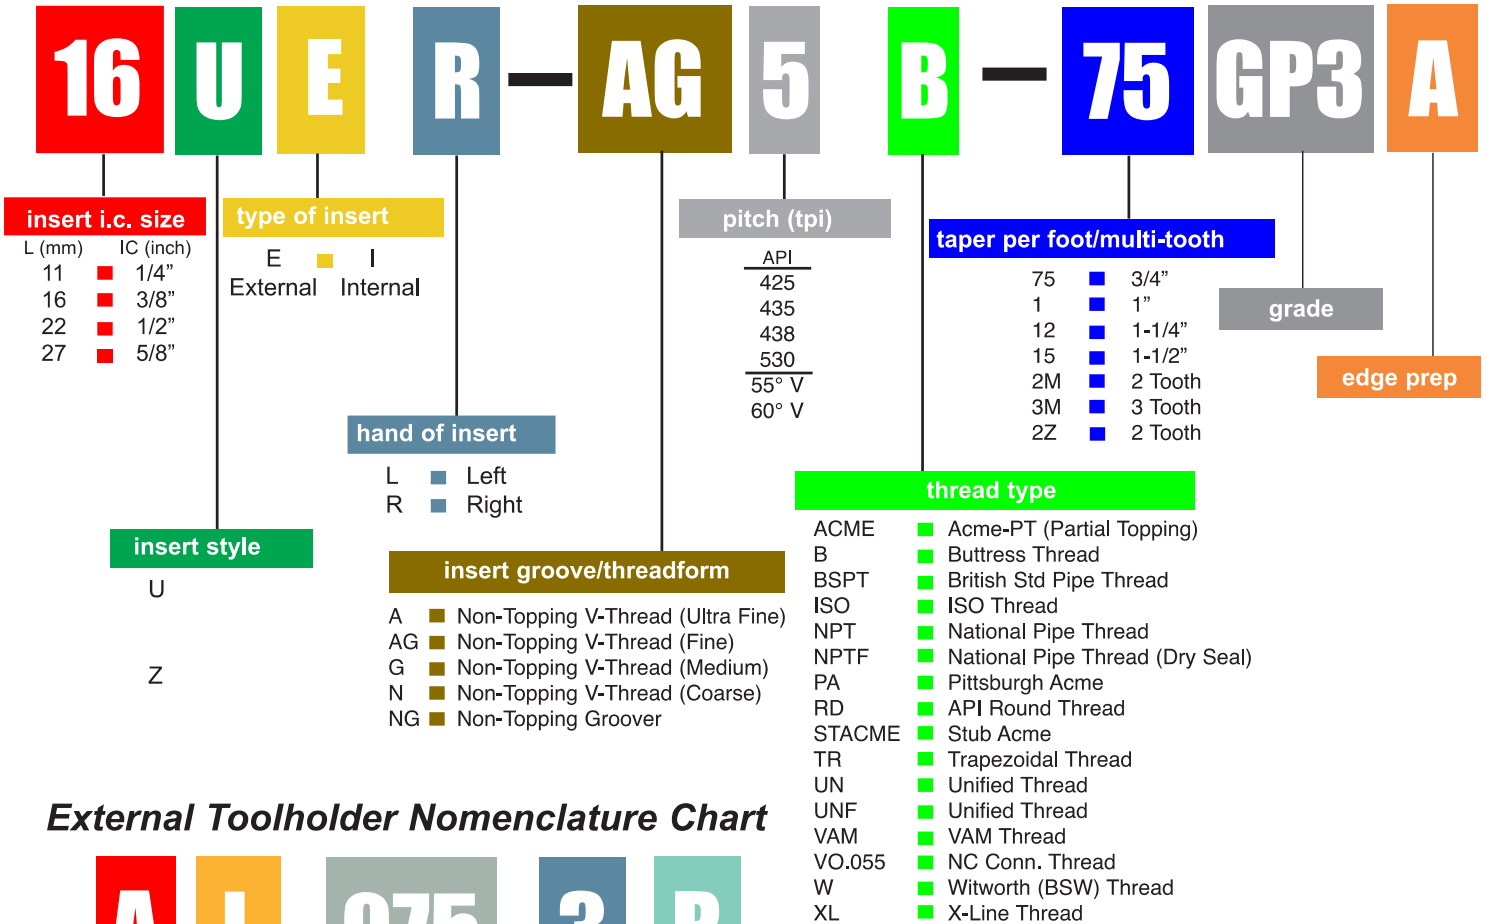 16 U E R - AG 5 B - 75 GP3 A
insert i.c. size
L (mm) IC (inch)
11 1/4”
16 3/8”
22 1/2”
27 5/8”
type of insert
E I
External Internal
pitch (tpi)
API
425
435
438
530
55° V
60° V
taper per foot/multi-tooth
75 3/4”
1 1”
12 1-1/4”
15 1-1/2”
2M 2 Tooth
3M 3 Tooth
2Z 2 Tooth
grade
edge prep
hand of insert
L Left
R Right
insert style
U
Z
insert groove/threadform
A Non-Topping V-Thread (Ultra Fine)
AG Non-Topping V-Thread (Fine)
G Non-Topping V-Thread (Medium)
N Non-Topping V-Thread (Coarse)
NG Non-Topping Groover
thread type
ACME Acme-PT (Partial Topping)
B Buttress Thread
BSPT British Std Pipe Thread
ISO ISO Thread
NPT National Pipe Thread
NPTF National Pipe Thread (Dry Seal)
PA Pittsburgh Acme
RD API Round Thread
STACME Stub Acme
TR Trapezoidal Thread
UN Unified Thread
UNF Unified Thread
VAM VAM Thread
VO.055 NC Conn. Thread
W Witworth (BSW) Thread
XL X-Line Thread
External Toolholder Nomenclature Chart
A 075